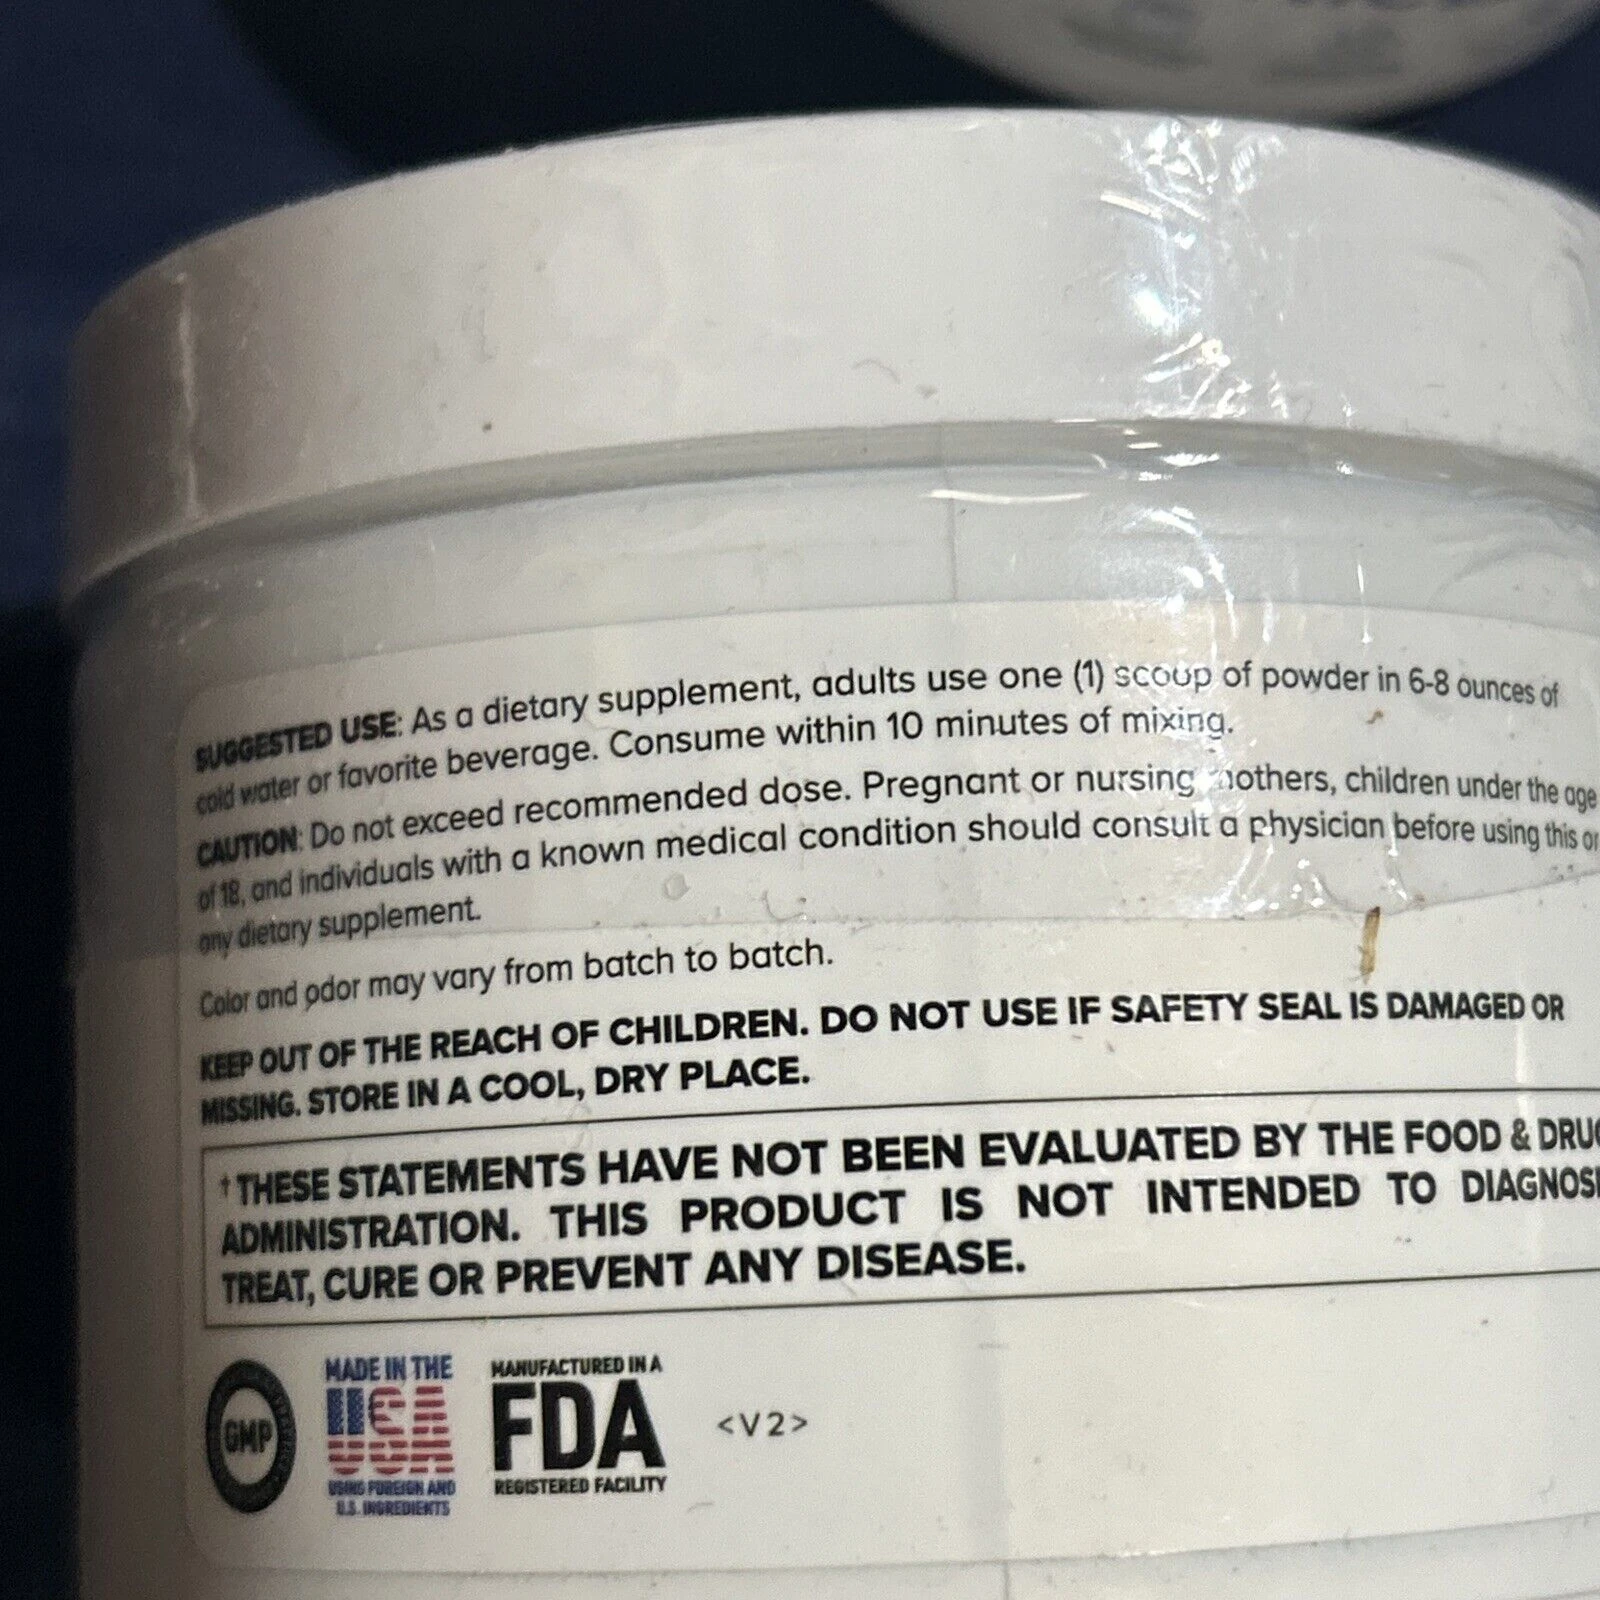 SUGGESTED USE: As a dietary supplement, adults use one (1) scoop of powder in 6-8 ounces of
cold water or favorite beverage. Consume within 10 minutes of mixing.
CAUTION: Do not exceed recommended dose. Pregnant or nursing mothers, children under the age
of 18, and individuals with a known medical condition should consult a physician before using this or
any dietary supplement.
Color and odor may vary from batch to batch.
KEEP OUT OF THE REACH OF CHILDREN. DO NOT USE IF SAFETY SEAL IS DAMAGED OR
MISSING. STORE IN A COOL, DRY PLACE.
†THESE STATEMENTS HAVE NOT BEEN EVALUATED BY THE FOOD & DRUG
ADMINISTRATION. THIS PRODUCT IS NOT INTENDED TO DIAGNOSE
TREAT, CURE OR PREVENT ANY DISEASE.
GMP
MADE IN THE
USA
USING FOREIGN AND
U.S. INGREDIENTS
MANUFACTURED IN A
FDA
REGISTERED FACILITY
<V2>